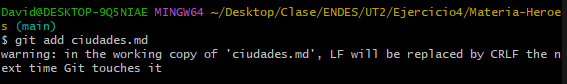 David@DESKTOP-9Q5NIAE MINGW64 ~/Desktop/Clase/ENDES/UT2/Ejercicio4/Materia-Heroe
s (main)
$ git add ciudades.md
warning: in the working copy of 'ciudades.md', LF will be replaced by CRLF the n
ext time Git touches it